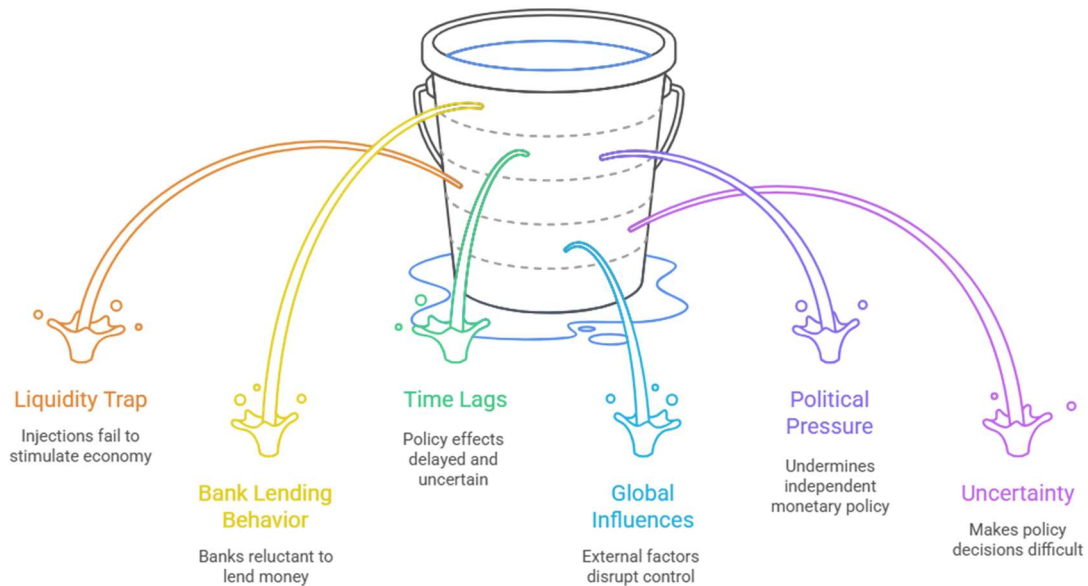 Liquidity Trap
Injections fail to
stimulate economy
Bank Lending
Behavior
Banks reluctant to
lend money
Time Lags
Policy effects
delayed and
uncertain
Global
Influences
External factors
disrupt control
Political
Pressure
Undermines
independent
monetary policy
Uncertainty
Makes policy
decisions difficult